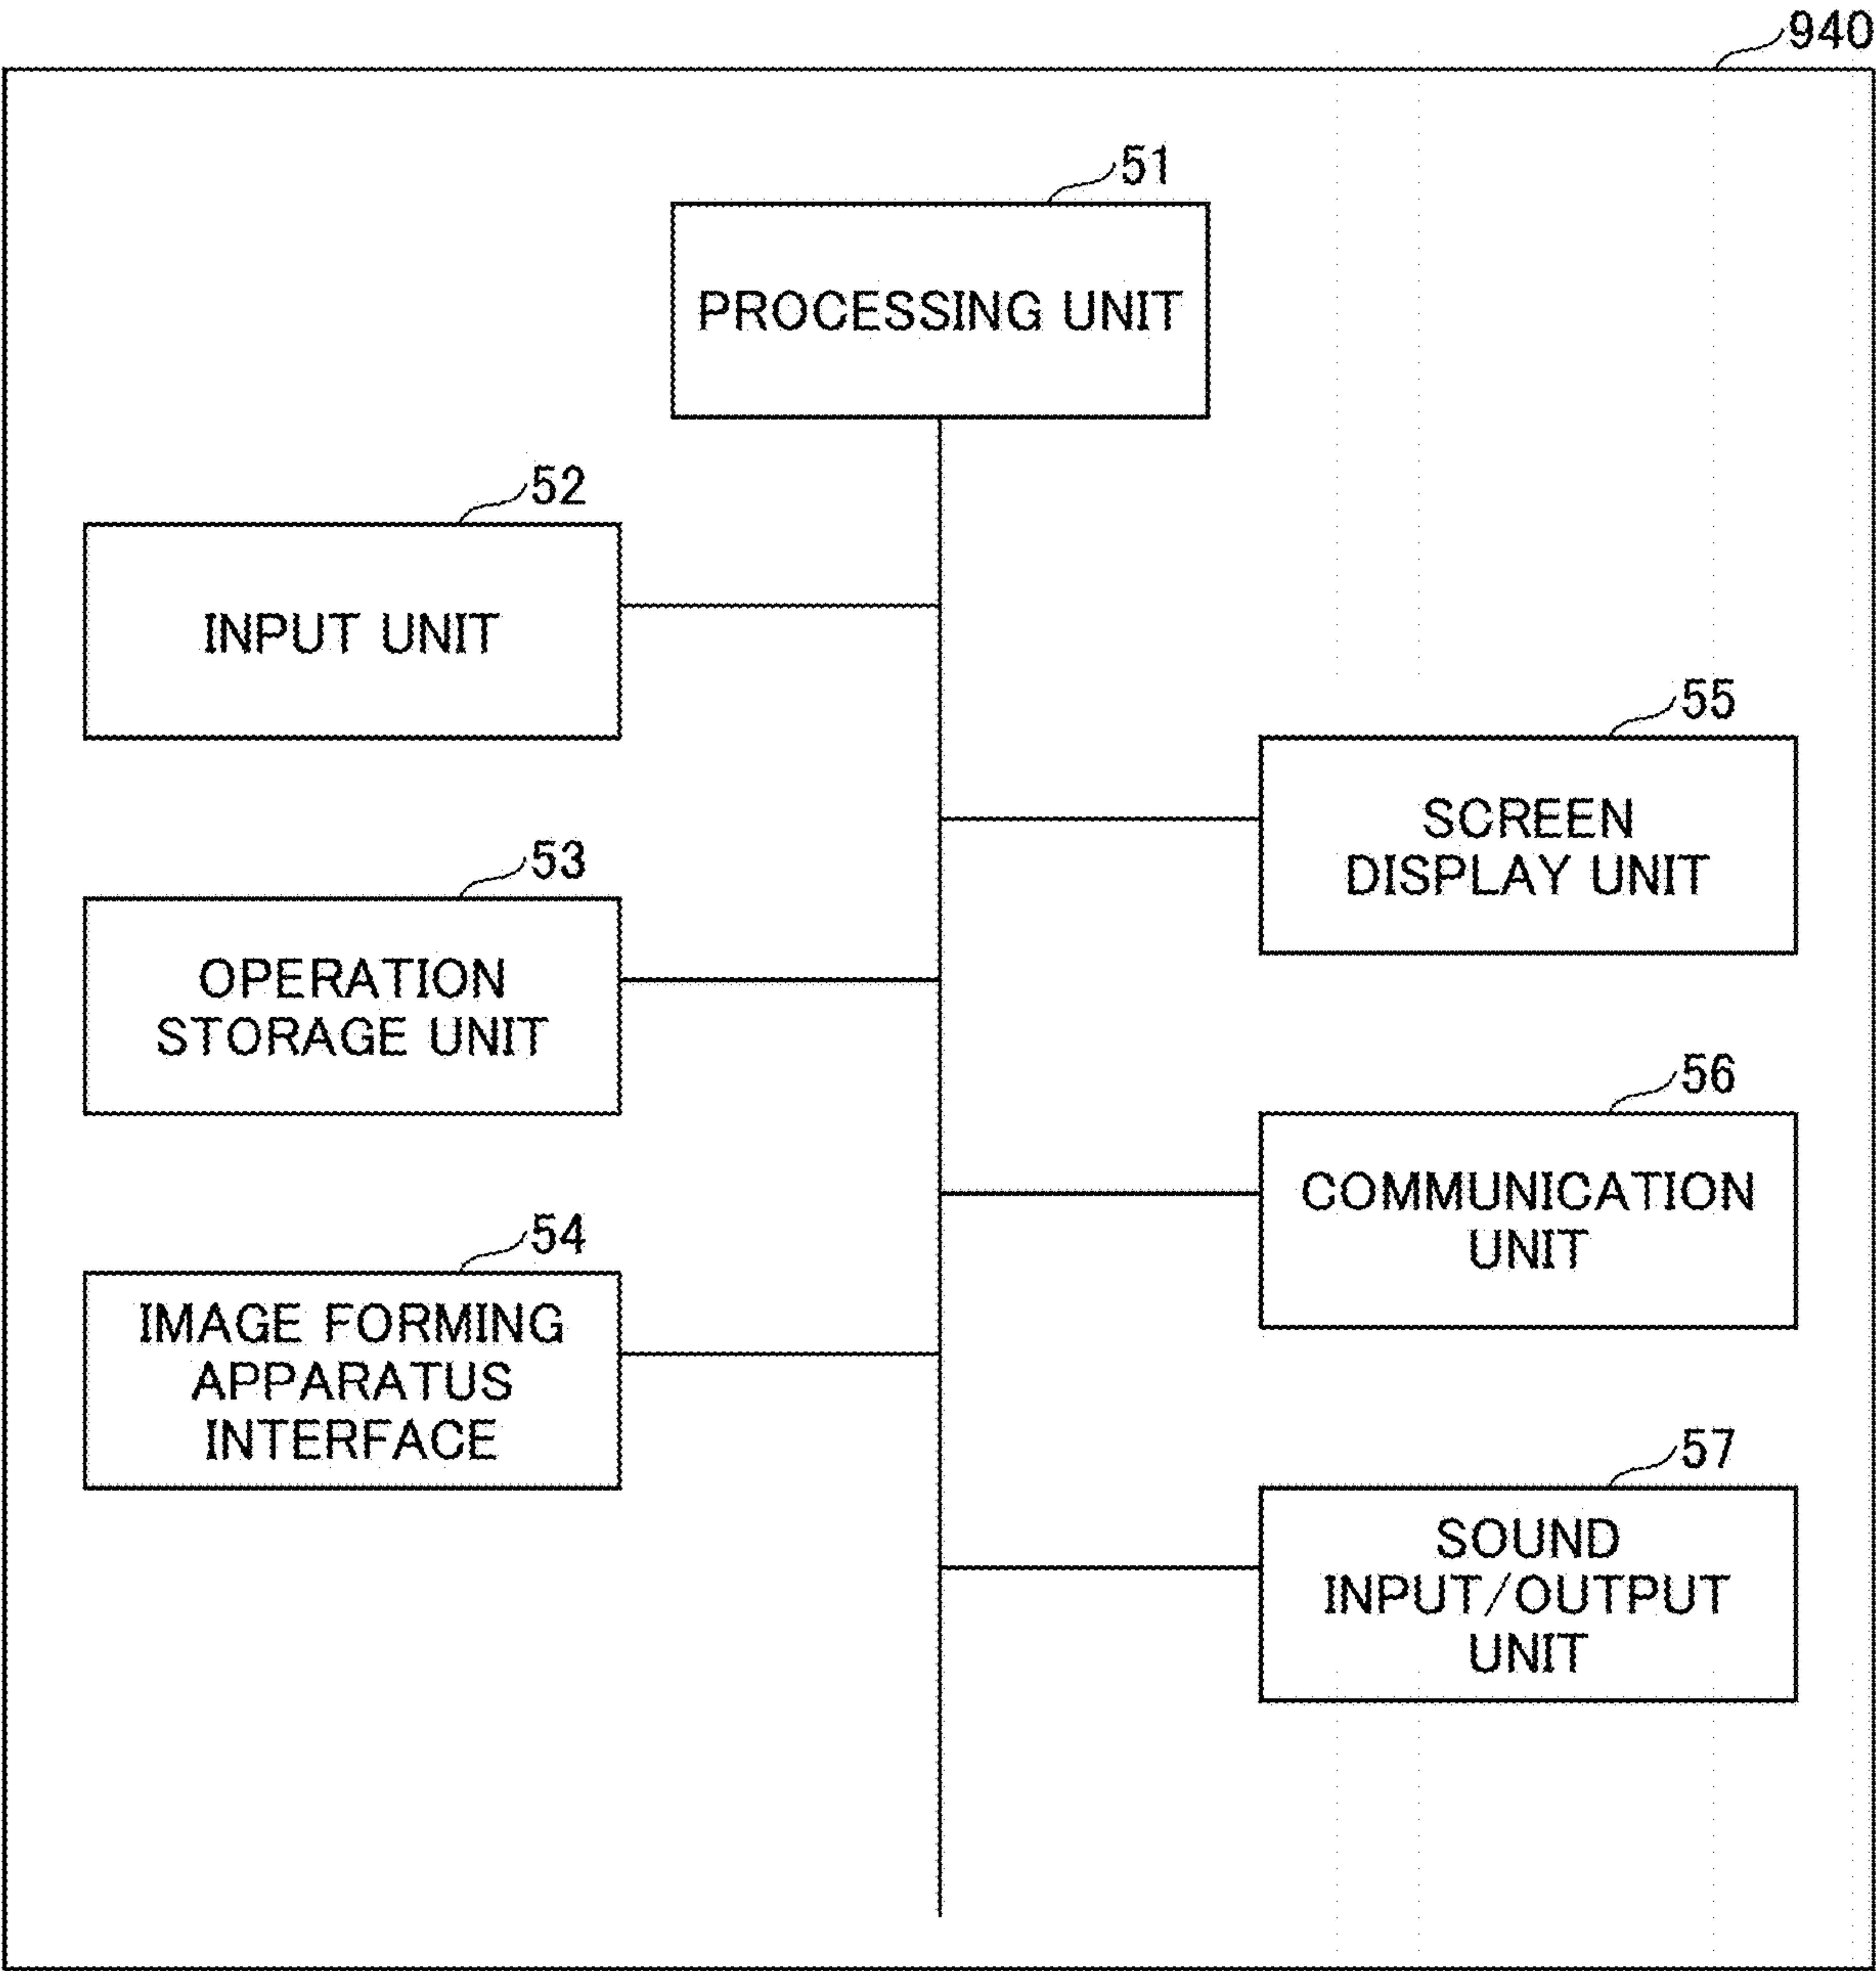 940
51
PROCESSING UNIT
52
INPUT UNIT
55
SCREEN
DISPLAY UNIT
53
OPERATION
STORAGE UNIT
56
COMMUNICATION
UNIT
54
IMAGE FORMING
APPARATUS
INTERFACE
57
SOUND
INPUT/OUTPUT
UNIT